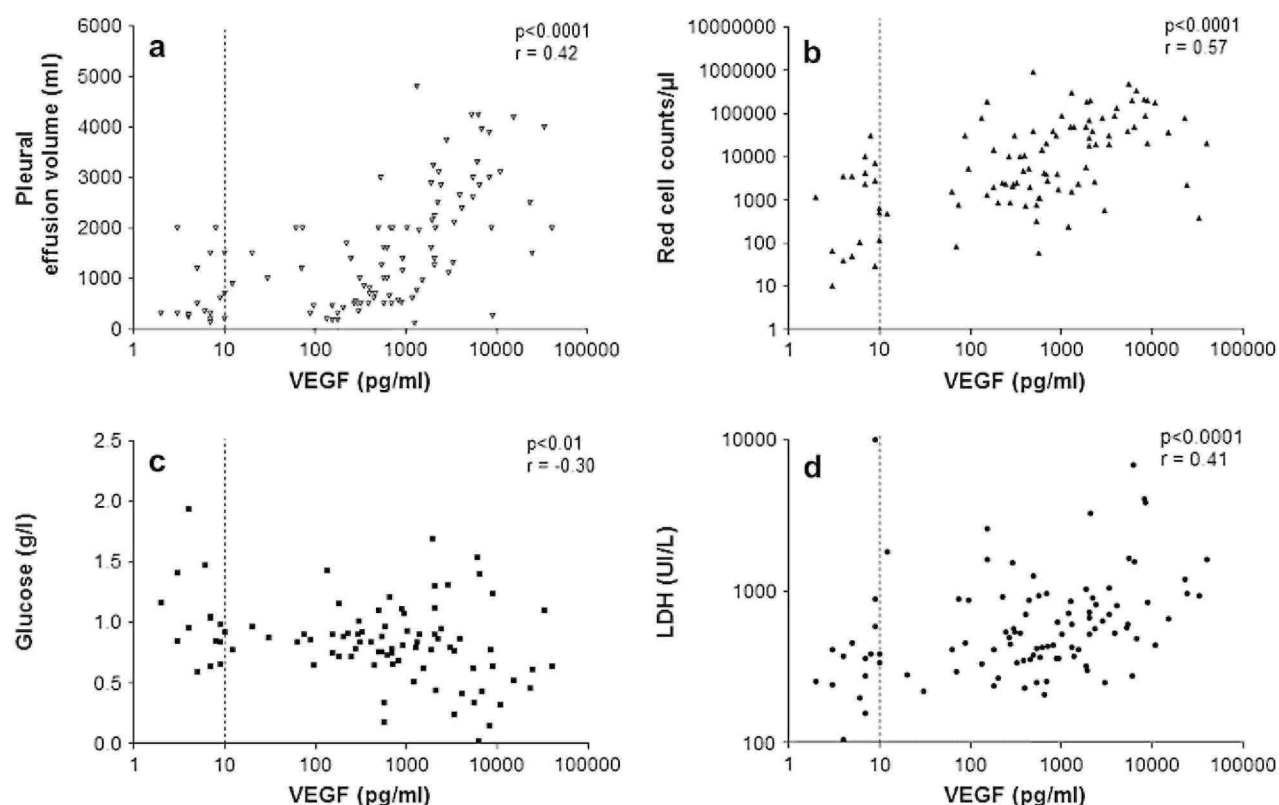 a
p<0.0001
r = 0.42
Pleural
effusion volume (ml)
6000
5000
4000
3000
2000
1000
0
1 10 100 1000 10000 100000
VEGF (pg/ml)
b
p<0.0001
r = 0.57
Red cell counts/µl
10000000
1000000
100000
10000
1000
100
10
1
1 10 100 1000 10000 100000
VEGF (pg/ml)
c
p<0.01
r = -0.30
Glucose (g/l)
2.5
2.0
1.5
1.0
0.5
0.0
1 10 100 1000 10000 100000
VEGF (pg/ml)
d
p<0.0001
r = 0.41
LDH (UI/L)
10000
1000
100
1 10 100 1000 10000 100000
VEGF (pg/ml)